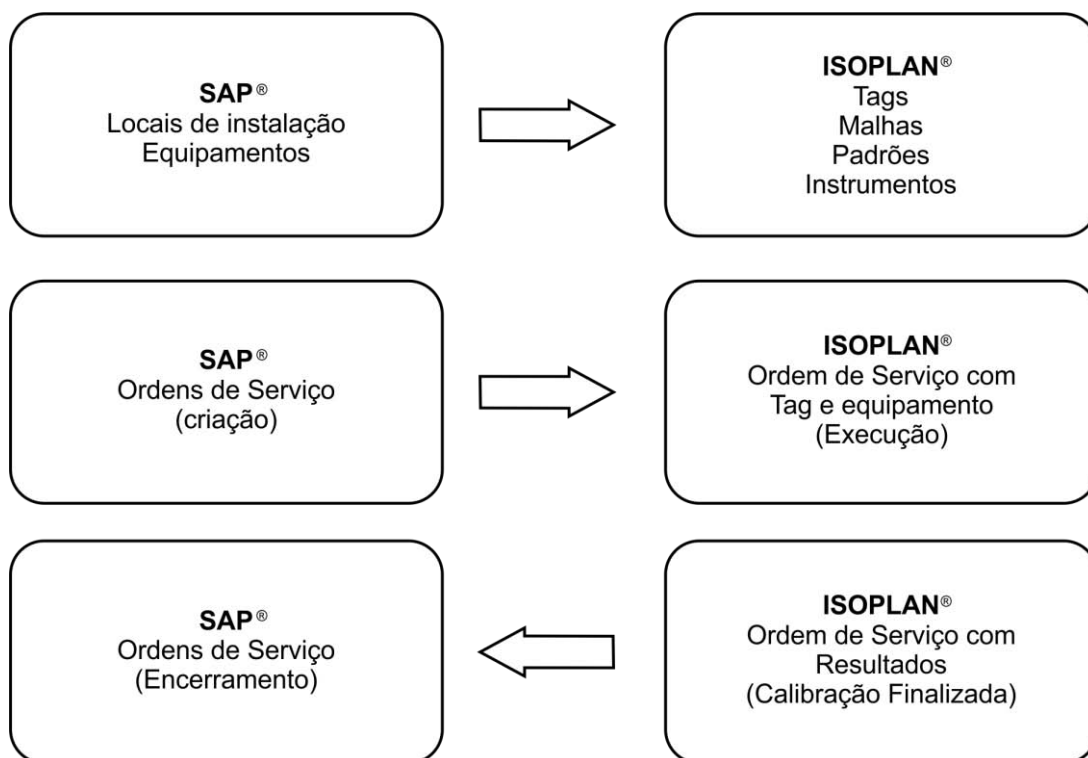 SAP®
Locais de instalação
Equipamentos
ISOPLAN®
Tags
Malhas
Padrões
Instrumentos
SAP®
Ordens de Serviço
(criação)
ISOPLAN®
Ordem de Serviço com
Tag e equipamento
(Execução)
SAP®
Ordens de Serviço
(Encerramento)
ISOPLAN®
Ordem de Serviço com
Resultados
(Calibração Finalizada)